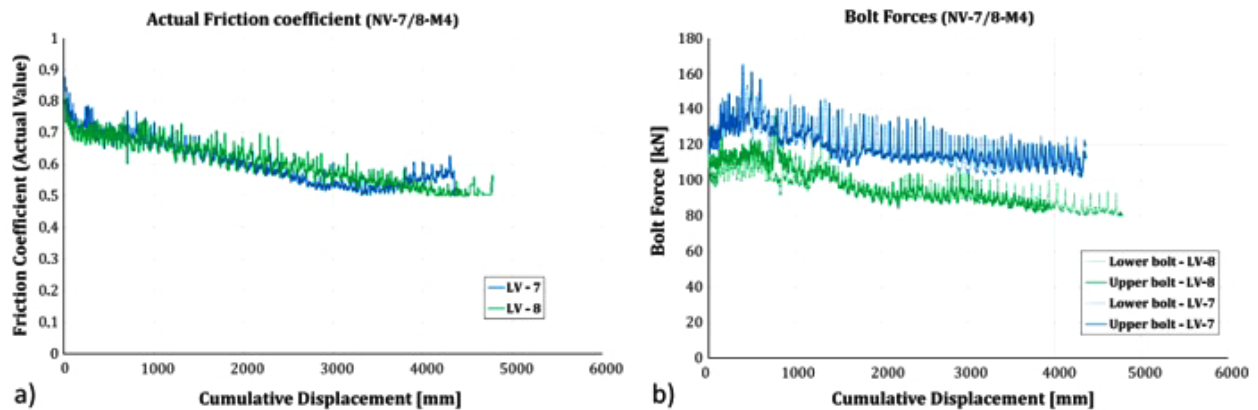 Actual Friction coefficient (NV-7/8-M4)
Friction Coefficient (Actual Value)
1
0.9
0.8
0.7
0.6
0.5
0.4
0.3
0.2
0.1
0
LV - 7
LV - 8
0 1000 2000 3000 4000 5000 6000
Cumulative Displacement [mm]
a)
Bolt Forces (NV-7/8-M4)
Bolt Force [kN]
180
160
140
120
100
80
60
40
20
0
Lower bolt - LV-8
Upper bolt - LV-8
Lower bolt - LV-7
Upper bolt - LV-7
0 1000 2000 3000 4000 5000 6000
Cumulative Displacement [mm]
b)